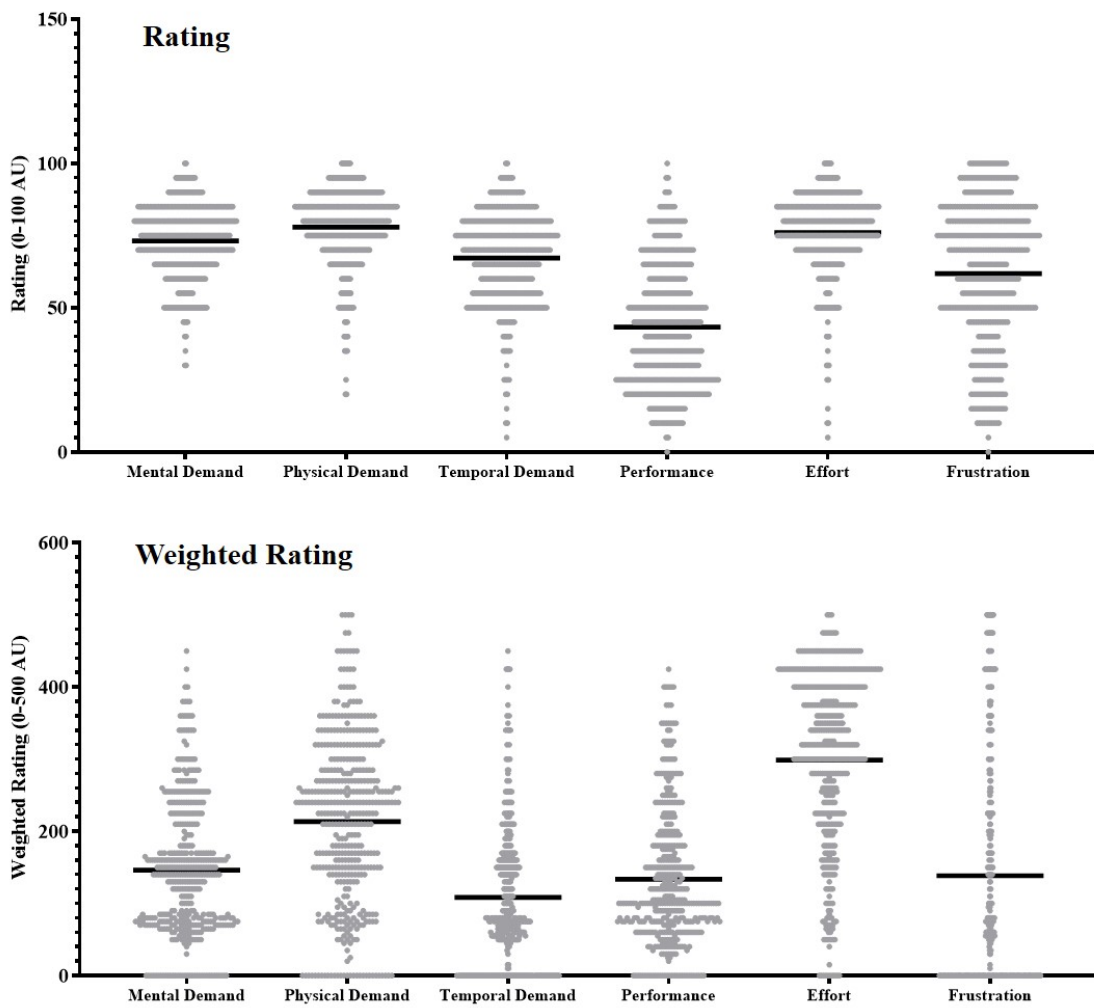 Rating
Rating (0-100 AU)
150
100
50
0
Mental Demand
Physical Demand
Temporal Demand
Performance
Effort
Frustration
Weighted Rating
Weighted Rating (0-500 AU)
600
400
200
0
Mental Demand
Physical Demand
Temporal Demand
Performance
Effort
Frustration